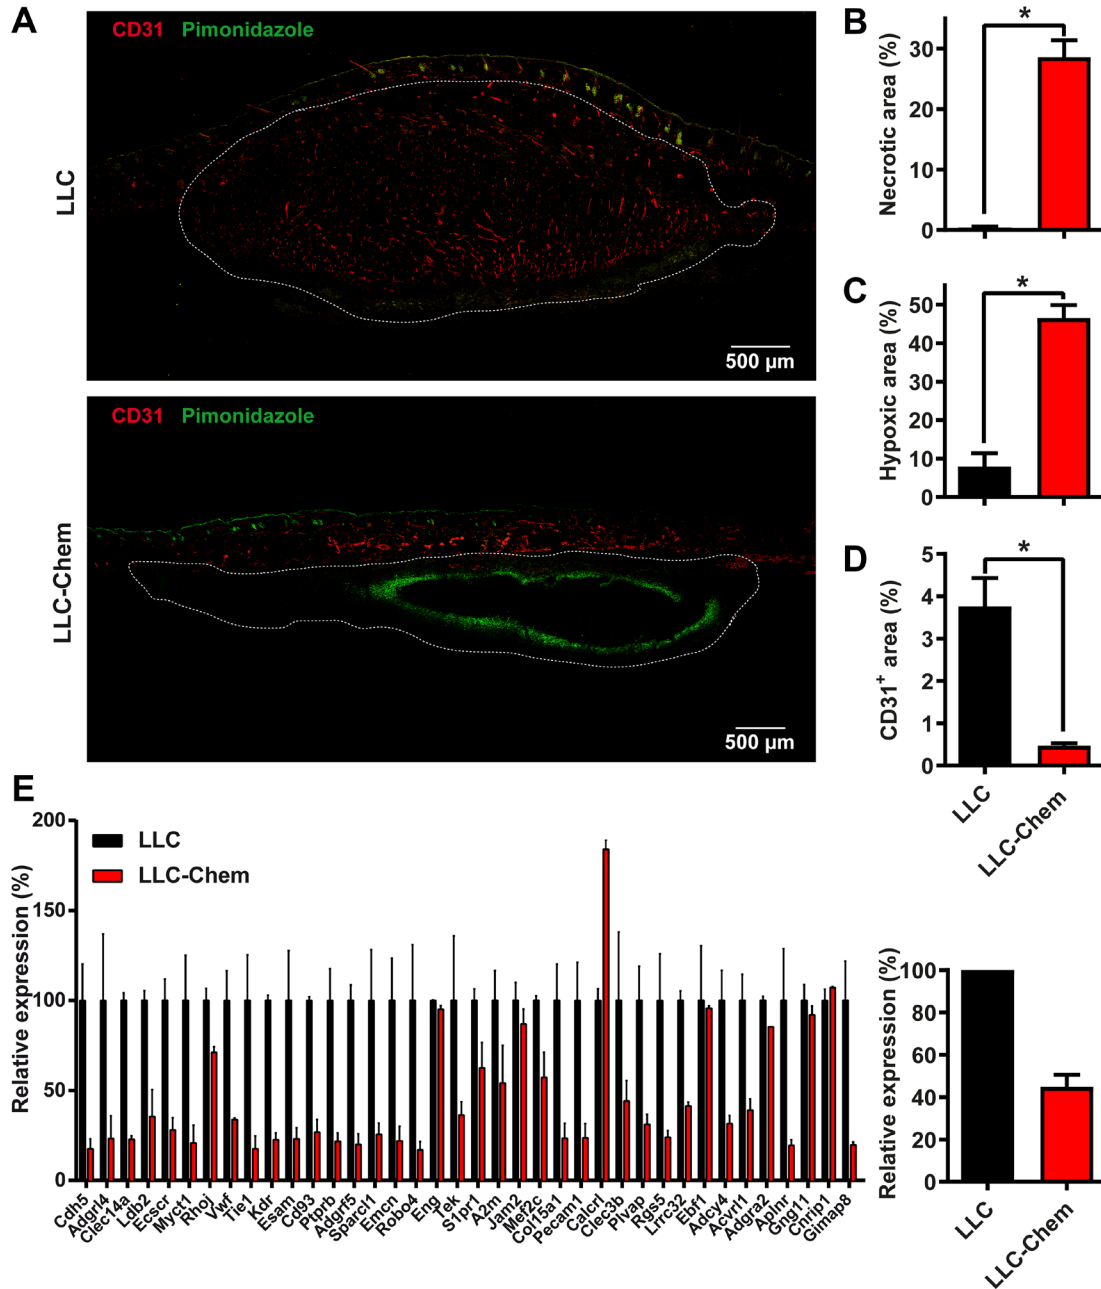 A
CD31 Pimonidazole
LLC
500 µm
CD31 Pimonidazole
LLC-Chem
500 µm
B
Necrotic area (%)
30
20
10
0
*
C
Hypoxic area (%)
50
40
30
20
10
0
*
D
CD31+ area (%)
5
4
3
2
1
0
*
LLC
LLC-Chem
E
Relative expression (%)
200
150
100
50
0
LLC
LLC-Chem
Cdh5
Adgrl4
Clec14a
Ldb2
Ecscr
Myct1
Rhoj
Vwf
Tie1
Kdr
Esam
Cd93
Ptprb
Adgrf5
Sparcl1
Emcn
Robo4
Eng
Tek
S1pr1
A2m
Jam2
Mef2c
Col15a1
Pecam1
Calcrl
Clec3b
Plvap
Rgs5
Lrrc32
Ebf1
Adcy4
Acvrl1
Adgra2
Aplnr
Gng11
Cnrip1
Gimap8
Relative expression (%)
100
80
60
40
20
0
LLC
LLC-Chem